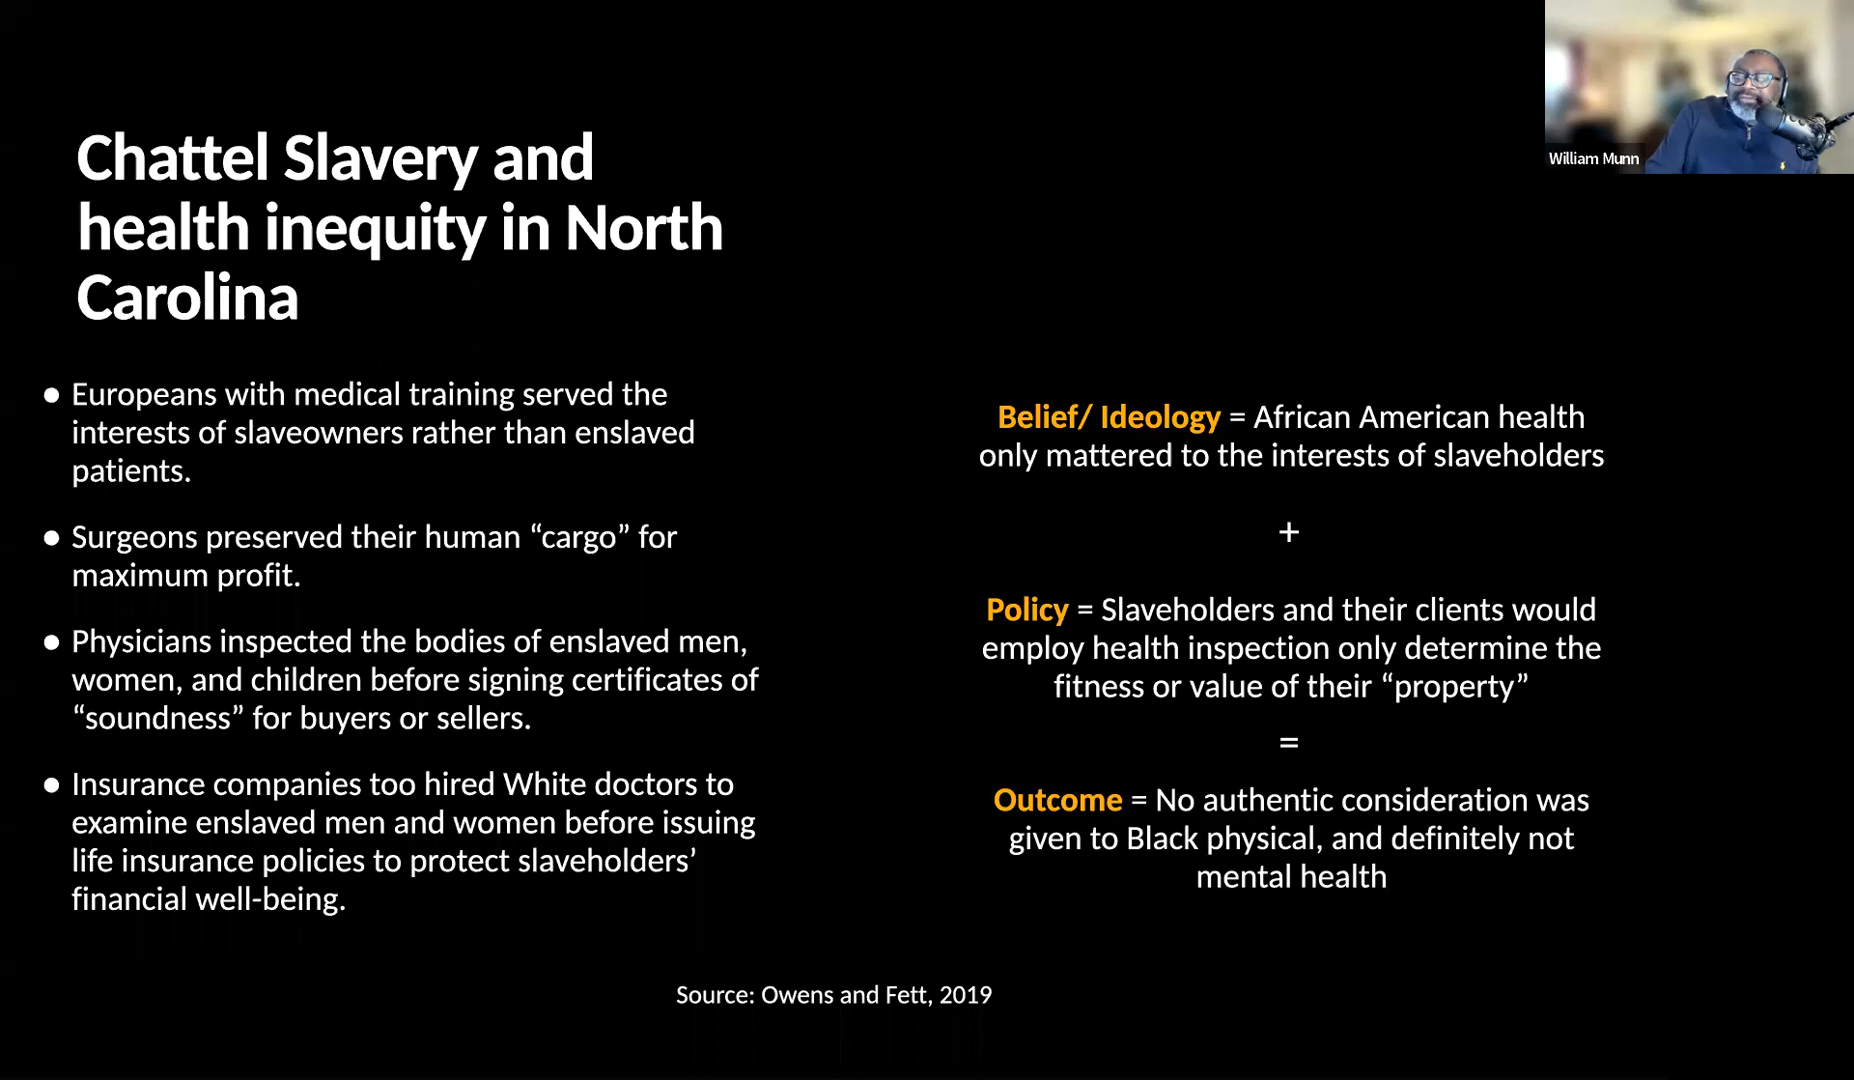 Chattel Slavery and
health inequity in North
Carolina
● Europeans with medical training served the
interests of slaveowners rather than enslaved
patients.
● Surgeons preserved their human “cargo” for
maximum profit.
● Physicians inspected the bodies of enslaved men,
women, and children before signing certificates of
“soundness” for buyers or sellers.
● Insurance companies too hired White doctors to
examine enslaved men and women before issuing
life insurance policies to protect slaveholders’
financial well-being.
Belief/ Ideology = African American health
only mattered to the interests of slaveholders
+
Policy = Slaveholders and their clients would
employ health inspection only determine the
fitness or value of their “property”
=
Outcome = No authentic consideration was
given to Black physical, and definitely not
mental health
Source: Owens and Fett, 2019
William Munn